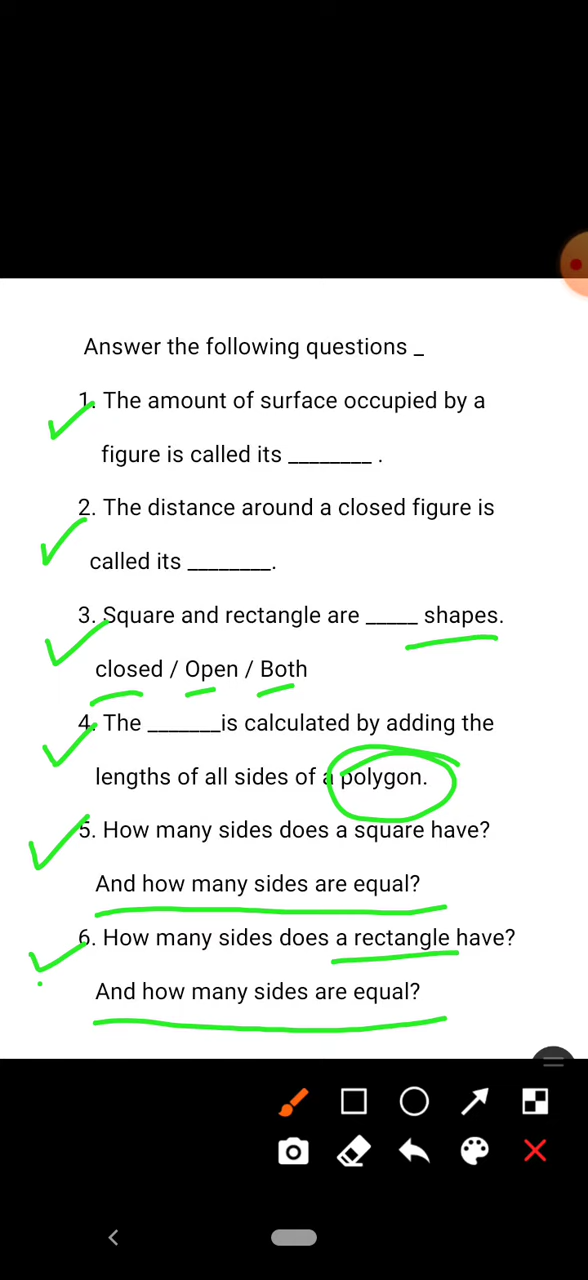 Answer the following questions _
1. The amount of surface occupied by a
figure is called its ________ .
2. The distance around a closed figure is
called its ________.
3. Square and rectangle are _____ shapes.
closed / Open / Both
4. The _______is calculated by adding the
lengths of all sides of a polygon.
5. How many sides does a square have?
And how many sides are equal?
6. How many sides does a rectangle have?
And how many sides are equal?